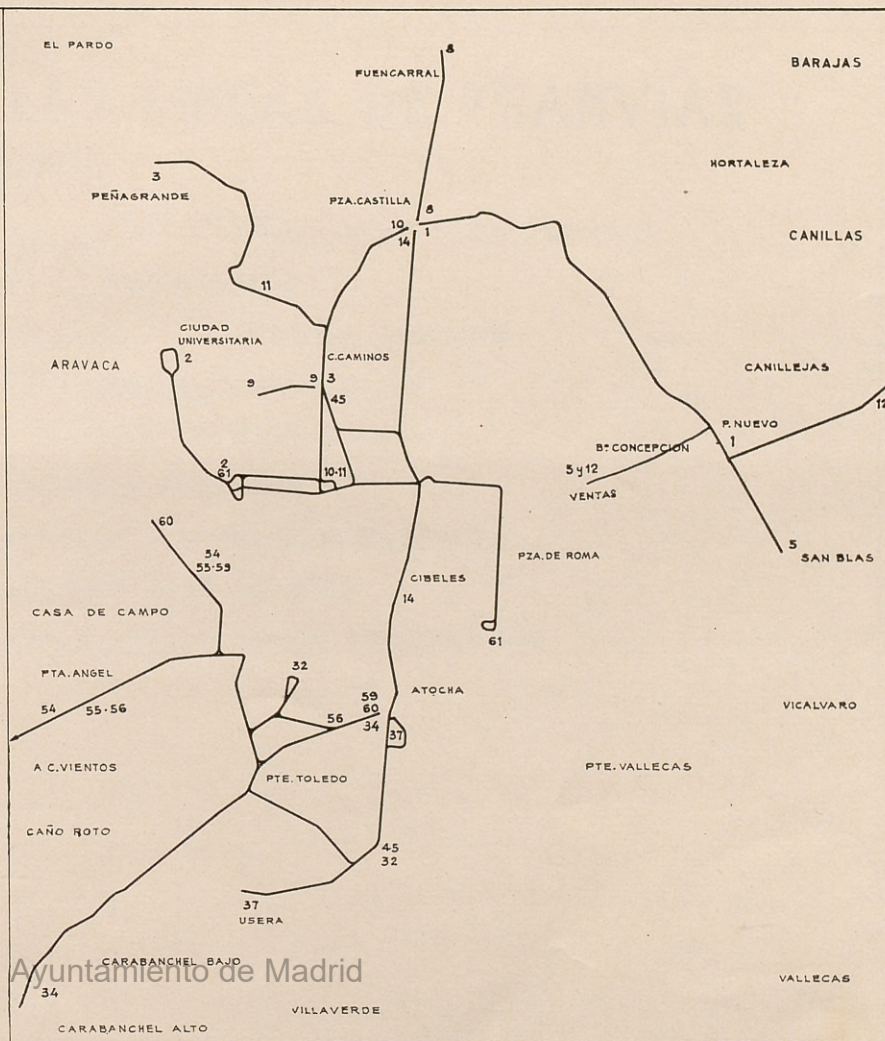 EL PARDO
8
FUENCARRAL
BARAJAS
3
PEÑAGRANDE
HORTALEZA
PZA.CASTILLA
8
10
14
1
CANILLAS
11
CIUDAD
UNIVERSITARIA
2
ARAVACA
C.CAMINOS
9
9
3
45
CANILLEJAS
12
P.NUEVO
1
Bº CONCEPCION
2
61
10-11
5 y 12
VENTAS
60
54
55-59
PZA.DE ROMA
5
SAN BLAS
CIBELES
14
CASA DE CAMPO
61
PTA.ANGEL
32
ATOCHA
54
55-56
56
59
60
34
37
VICALVARO
A C.VIENTOS
PTE.TOLEDO
PTE.VALLECAS
CAÑO ROTO
45
32
37
USERA
CARABANCHEL BAJO
Ayuntamiento de Madrid
34
VALLECAS
VILLAVERDE
CARABANCHEL ALTO